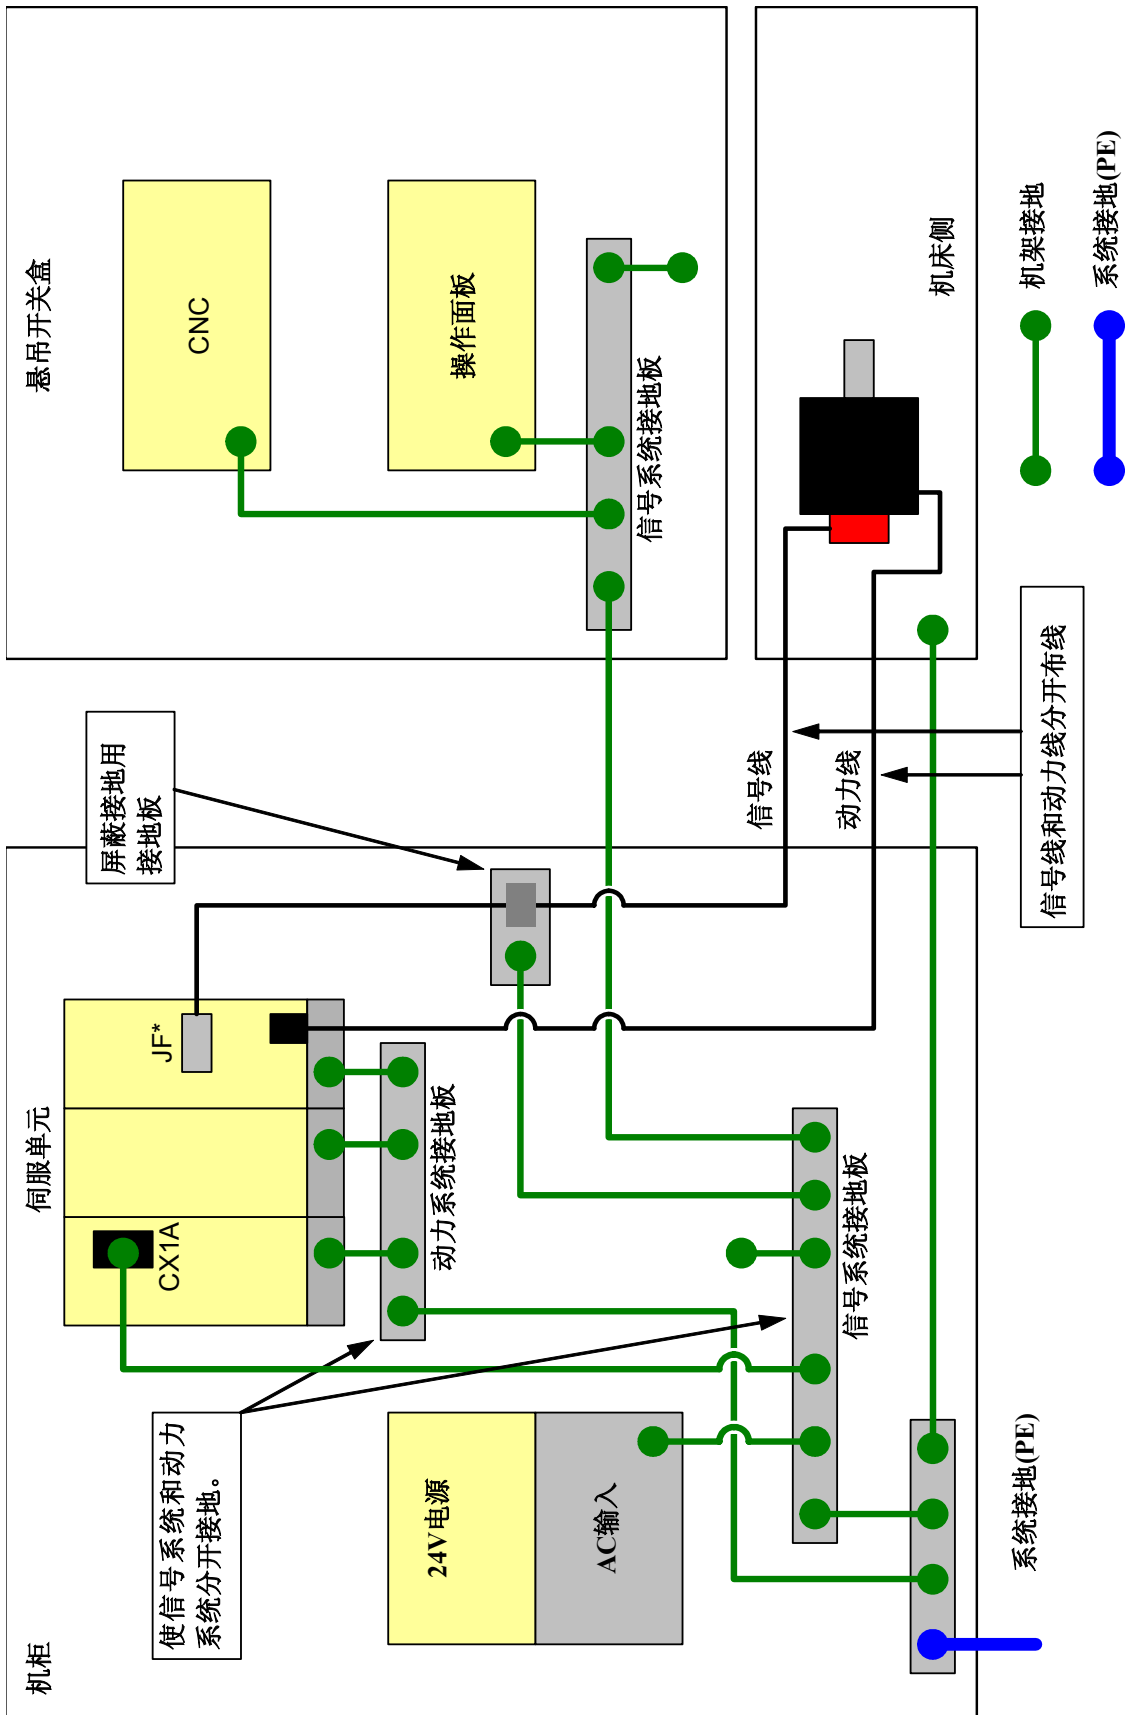 机柜
伺服单元
悬吊开关盒
CX1A
JF*
CNC
使信号系统和动力
系统分开接地。
屏蔽接地用
接地板
操作面板
24V电源
动力系统接地板
AC输入
信号系统接地板
信号系统接地板
信号线
动力线
机床侧
系统接地(PE)
信号线和动力线分开布线
机架接地
系统接地(PE)